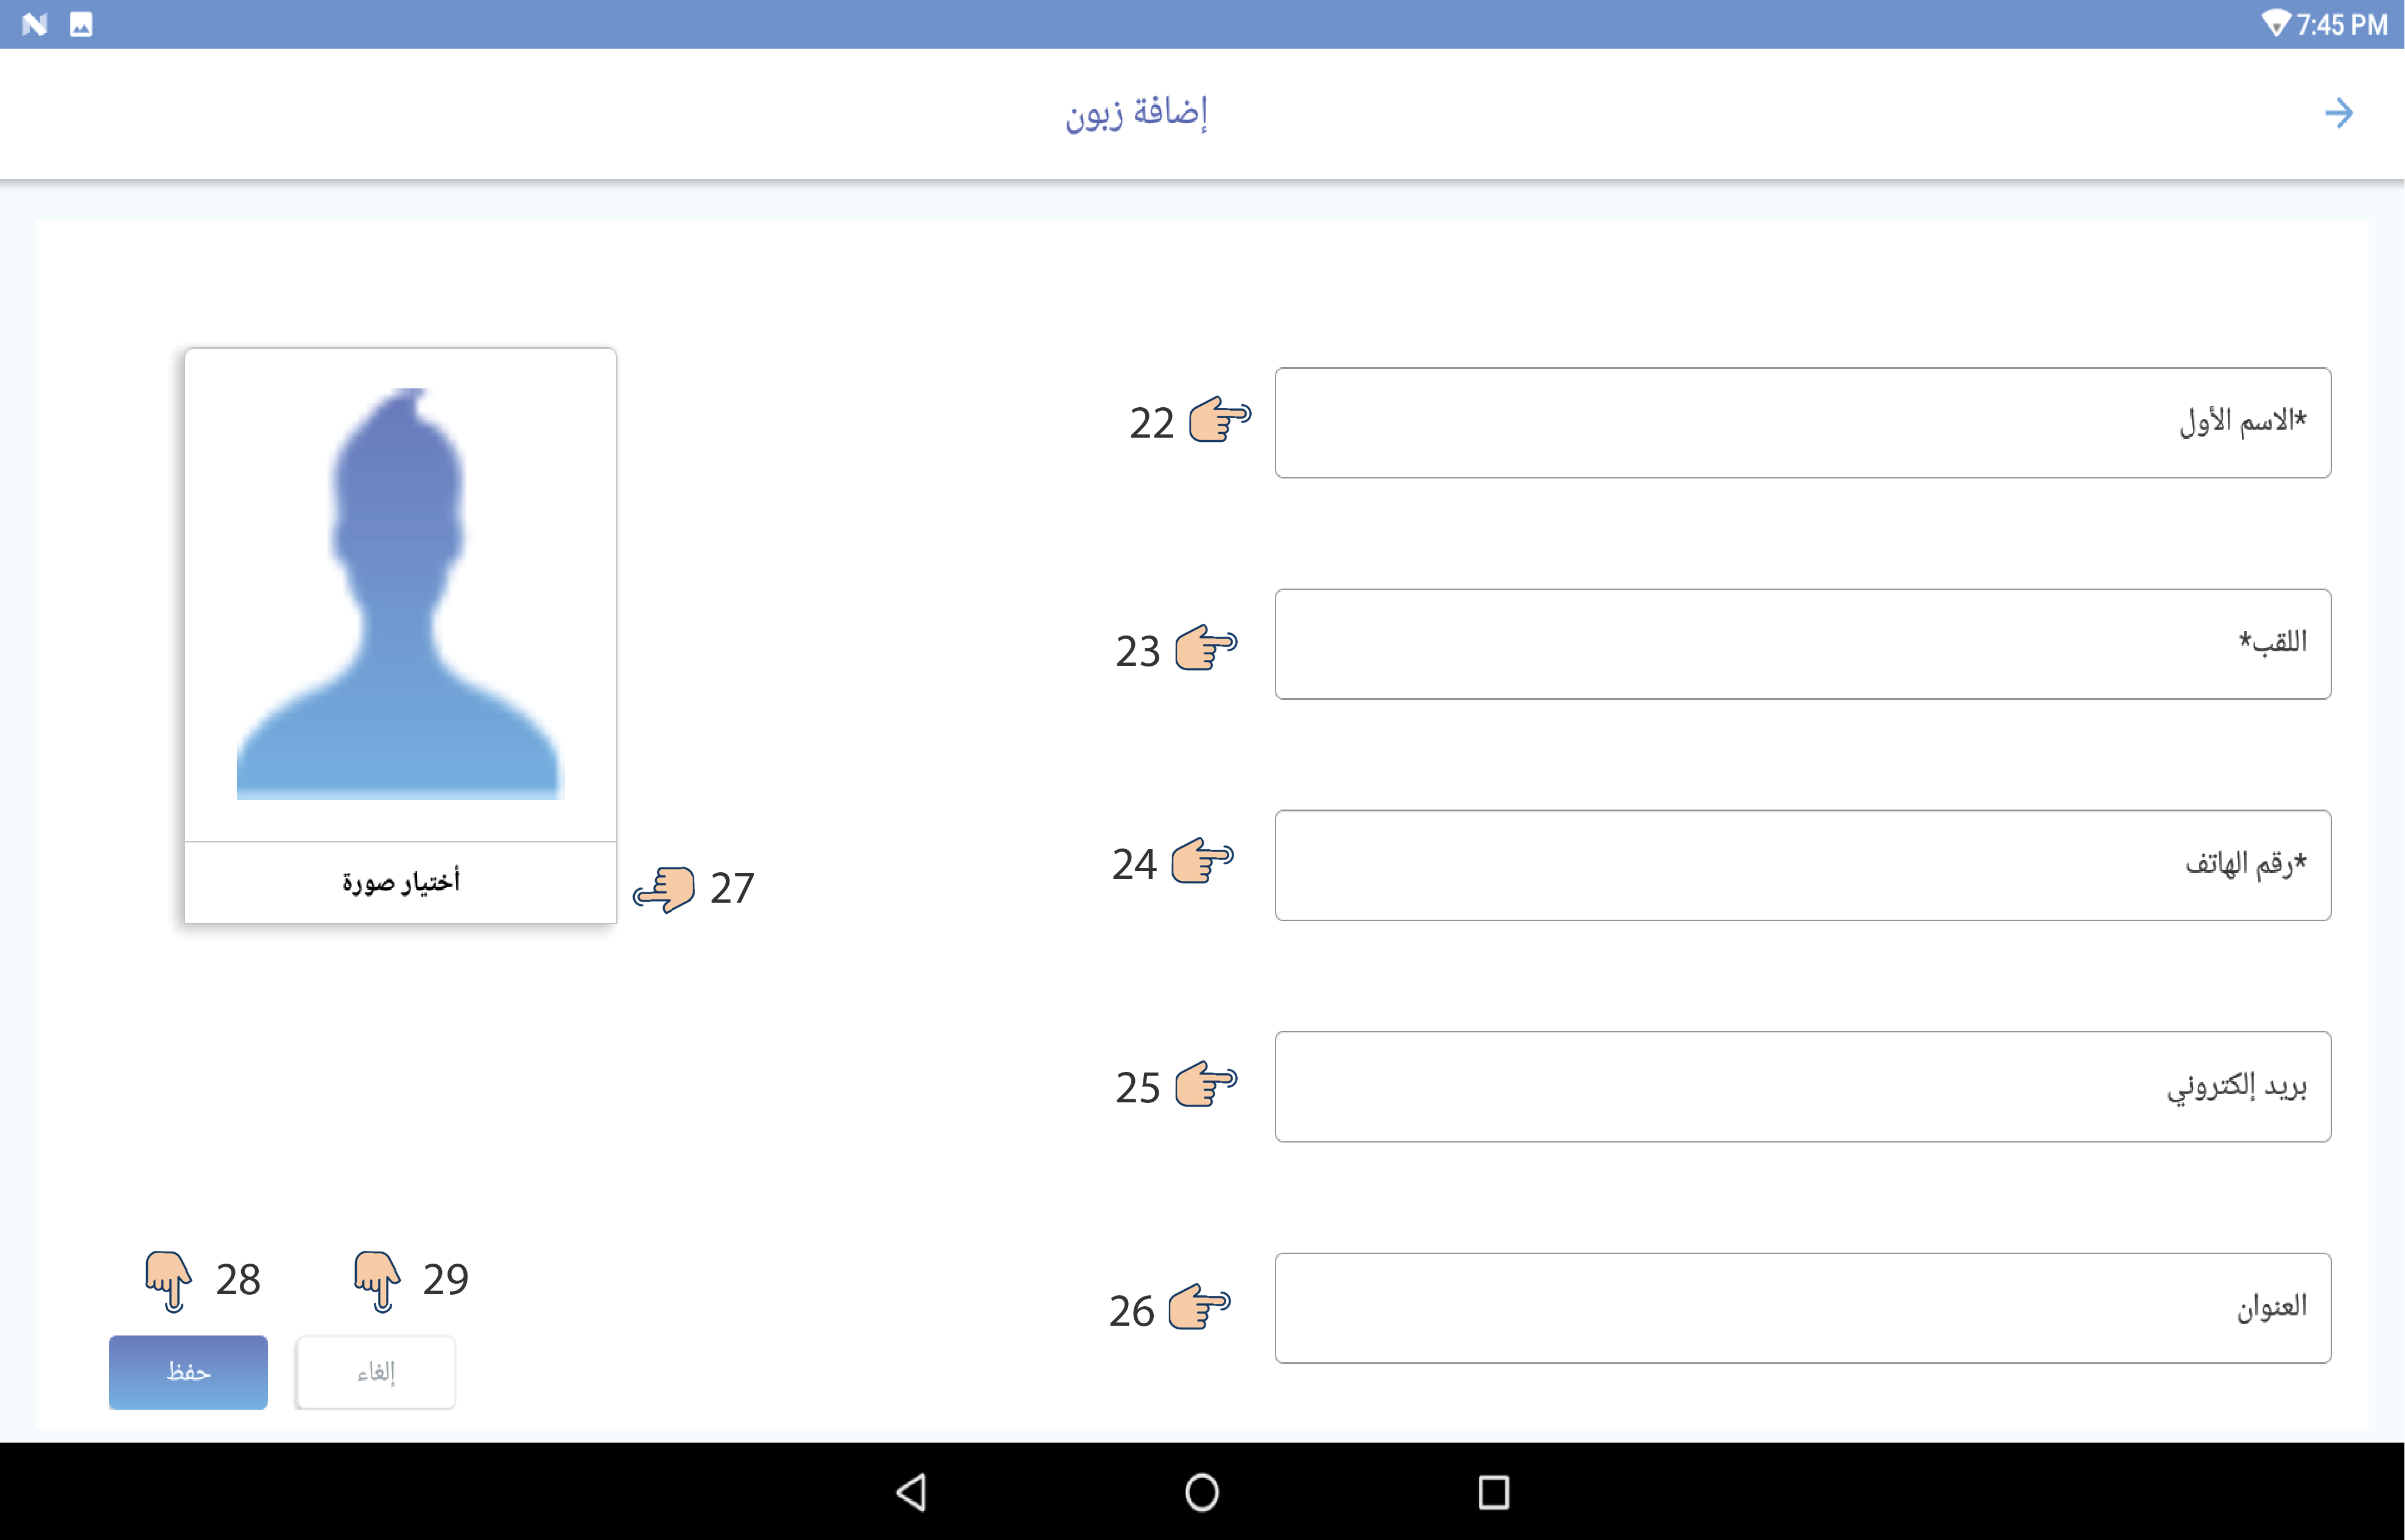 7:45 PM
إضافة زبون
*الاسم الأول
22
اللقب*
23
*رقم الهاتف
24
أختيار صورة
27
بريد إلكتروني
25
العنوان
26
29
28
إلغاء
حفظ